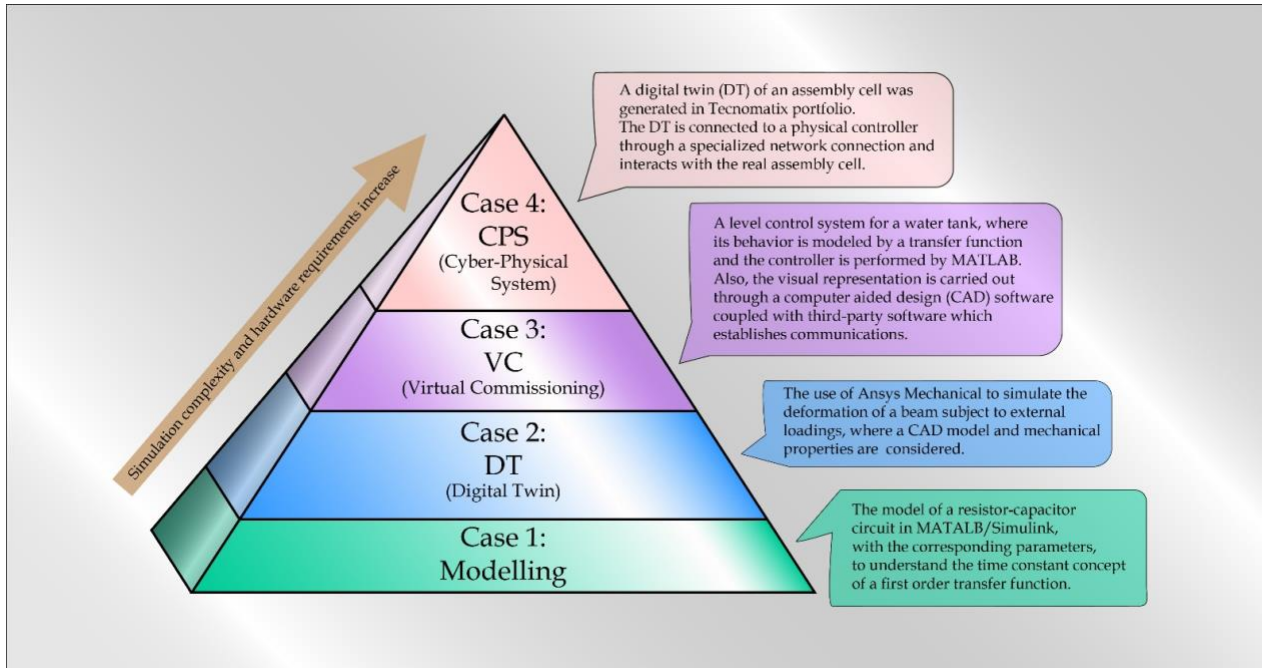 Simulation complexity and hardware requirements increase
Case 4:
CPS
(Cyber-Physical
System)
A digital twin (DT) of an assembly cell was
generated in Tecnomatix portfolio.
The DT is connected to a physical controller
through a specialized network connection and
interacts with the real assembly cell.
Case 3:
VC
(Virtual Commissioning)
A level control system for a water tank, where
its behavior is modeled by a transfer function
and the controller is performed by MATLAB.
Also, the visual representation is carried out
through a computer aided design (CAD) software
coupled with third-party software which
establishes communications.
Case 2:
DT
(Digital Twin)
The use of Ansys Mechanical to simulate the
deformation of a beam subject to external
loadings, where a CAD model and mechanical
properties are considered.
Case 1:
Modelling
The model of a resistor-capacitor
circuit in MATALB/Simulink,
with the corresponding parameters,
to understand the time constant concept
of a first order transfer function.